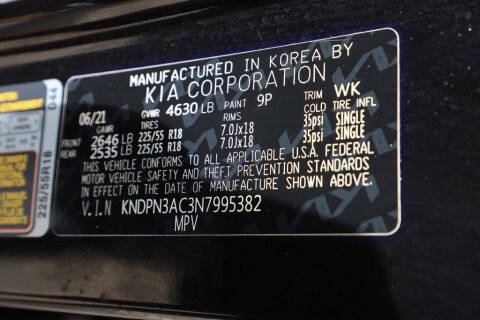 MANUFACTURED IN KOREA BY
KIA CORPORATION
06/21 GVWR 4630 LB PAINT 9P TRIM WK
GAWR TIRES RIMS COLD TIRE INFL
FRONT 2646 LB 225/55 R18 7.0Jx18 35psi SINGLE
REAR 2535 LB 225/55 R18 7.0Jx18 35psi SINGLE
THIS VEHICLE CONFORMS TO ALL APPLICABLE U.S.A. FEDERAL
MOTOR VEHICLE SAFETY AND THEFT PREVENTION STANDARDS
IN EFFECT ON THE DATE OF MANUFACTURE SHOWN ABOVE.
V.I.N KNDPN3AC3N7995382
MPV
D44
225/55R18